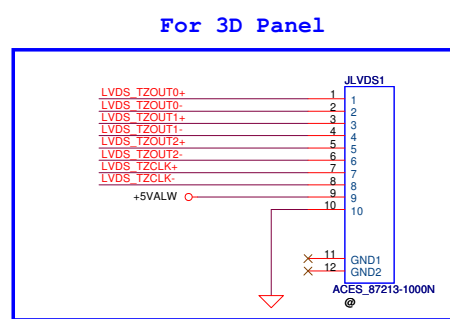 For 3D Panel
JLVDS1
LVDS_TZOUT0+ 1 1
LVDS_TZOUT0- 2 2
LVDS_TZOUT1+ 3 3
LVDS_TZOUT1- 4 4
LVDS_TZOUT2+ 5 5
LVDS_TZOUT2- 6 6
LVDS_TZCLK+ 7 7
LVDS_TZCLK- 8 8
+5VALW 9 9
10 10
11 GND1
12 GND2
ACES_87213-1000N
@